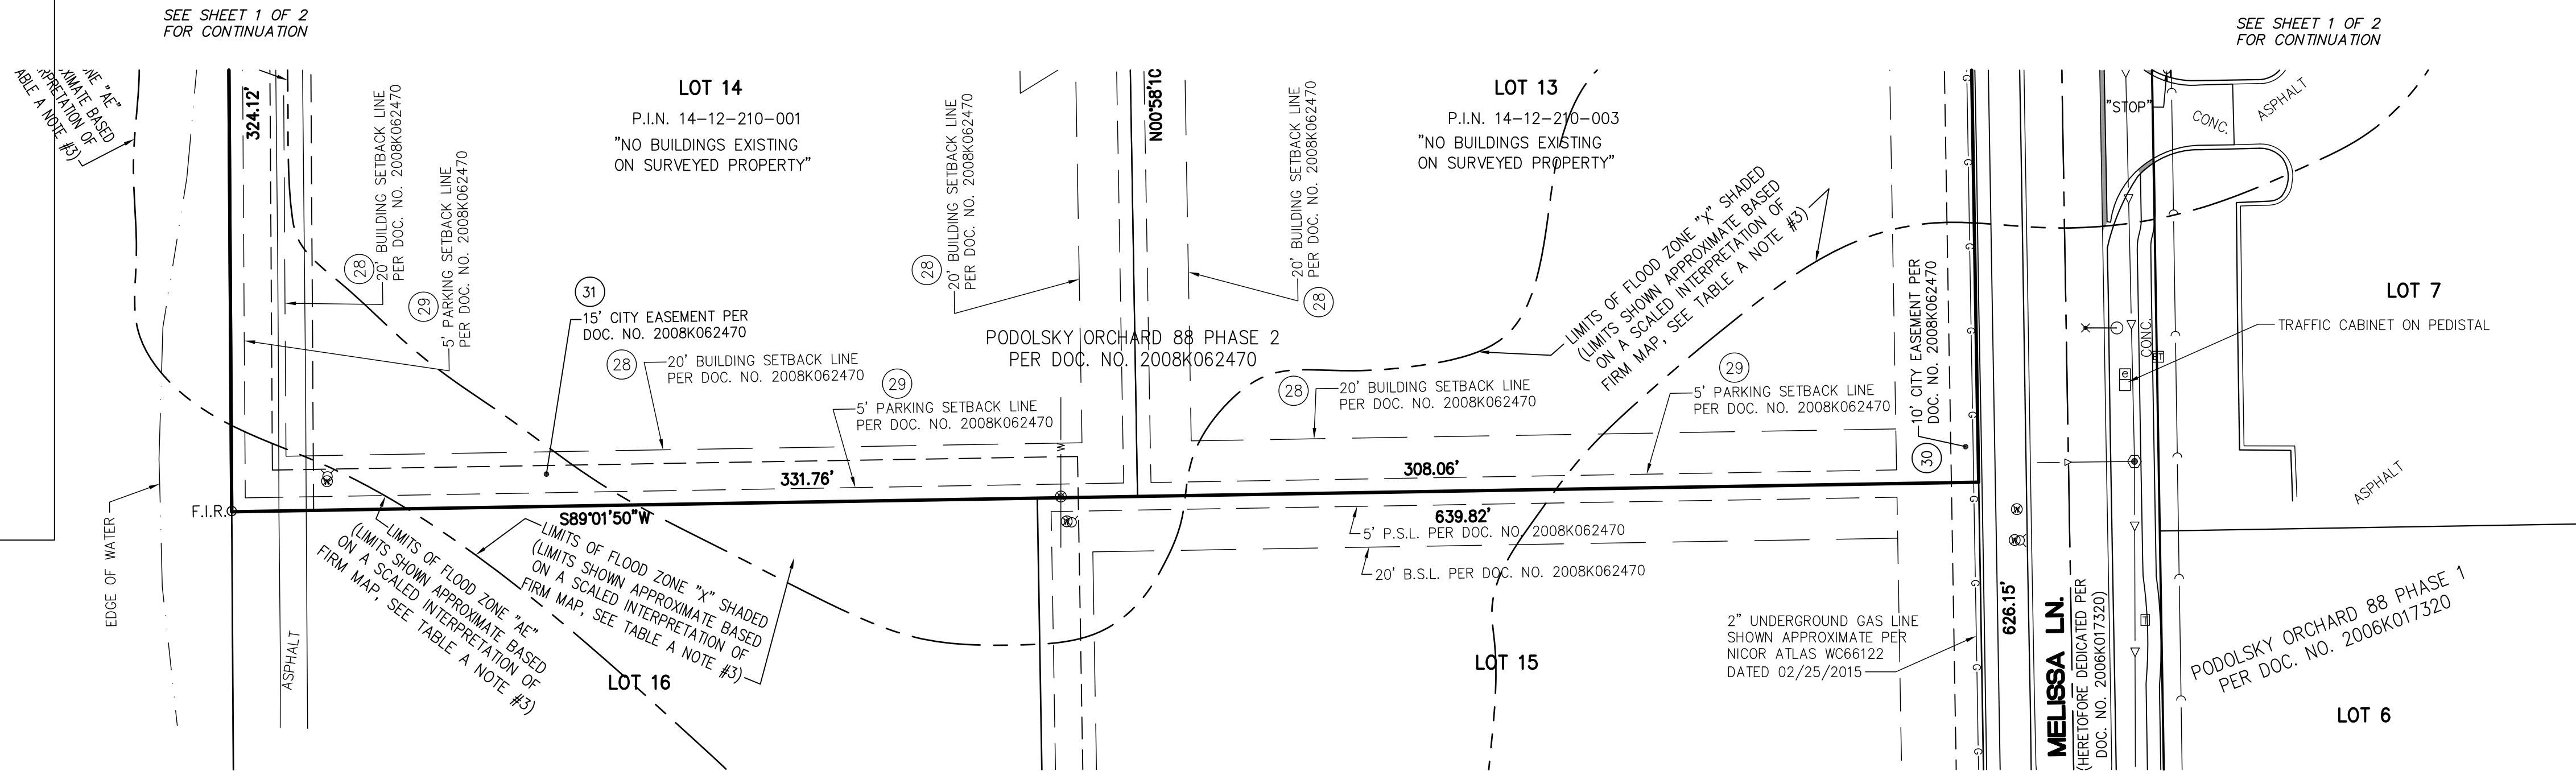 SEE SHEET 1 OF 2
FOR CONTINUATION
SEE SHEET 1 OF 2
FOR CONTINUATION
NE "AE"
XIMATE BASED
RPRETATION OF
ABLE A NOTE #3)
324.12'
28
20' BUILDING SETBACK LINE
PER DOC. NO. 2008K062470
29
5' PARKING SETBACK LINE
PER DOC. NO. 2008K062470
LOT 14
P.I.N. 14-12-210-001
"NO BUILDINGS EXISTING
ON SURVEYED PROPERTY"
28
20' BUILDING SETBACK LINE
PER DOC. NO. 2008K062470
N00°58'10
20' BUILDING SETBACK LINE
PER DOC. NO. 2008K062470
28
LOT 13
P.I.N. 14-12-210-003
"NO BUILDINGS EXISTING
ON SURVEYED PROPERTY"
LIMITS OF FLOOD ZONE "X" SHADED
(LIMITS SHOWN APPROXIMATE BASED
ON A SCALED INTERPRETATION OF
FIRM MAP, SEE TABLE A NOTE #3)
"STOP"
CONC.
ASPHALT
LOT 7
TRAFFIC CABINET ON PEDISTAL
CONC.
e
ET
T
ASPHALT
31
15' CITY EASEMENT PER
DOC. NO. 2008K062470
28
20' BUILDING SETBACK LINE
PER DOC. NO. 2008K062470
29
5' PARKING SETBACK LINE
PER DOC. NO. 2008K062470
PODOLSKY ORCHARD 88 PHASE 2
PER DOC. NO. 2008K062470
28
20' BUILDING SETBACK LINE
PER DOC. NO. 2008K062470
29
5' PARKING SETBACK LINE
PER DOC. NO. 2008K062470
10' CITY EASEMENT PER
DOC. NO. 2008K062470
30
W
331.76'
308.06'
F.I.R.
S89°01'50"W
639.82'
5' P.S.L. PER DOC. NO. 2008K062470
20' B.S.L. PER DOC. NO. 2008K062470
EDGE OF WATER
ASPHALT
LIMITS OF FLOOD ZONE "AE"
(LIMITS SHOWN APPROXIMATE BASED
ON A SCALED INTERPRETATION OF
FIRM MAP, SEE TABLE A NOTE #3)
LIMITS OF FLOOD ZONE "X" SHADED
(LIMITS SHOWN APPROXIMATE BASED
ON A SCALED INTERPRETATION OF
FIRM MAP, SEE TABLE A NOTE #3)
LOT 16
LOT 15
2" UNDERGROUND GAS LINE
SHOWN APPROXIMATE PER
NICOR ATLAS WC66122
DATED 02/25/2015
G
G
G
G
G
G
G
G
G
626.15'
MELISSA LN.
(HERETOFORE DEDICATED PER
DOC. NO. 2006K017320)
PODOLSKY ORCHARD 88 PHASE 1
PER DOC. NO. 2006K017320
LOT 6